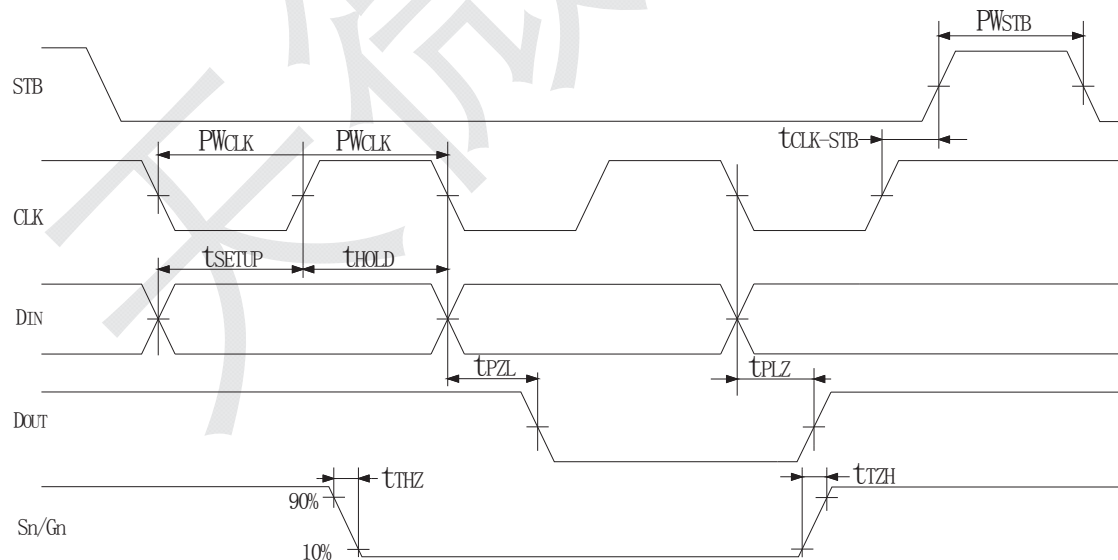 PWSTB
STB
tCLK-STB
PWCLK PWCLK
CLK
tSETUP tHOLD
DIN
tPZL tPLZ
DOUT
tTHZ tTZH
90%
Sn/Gn
10%